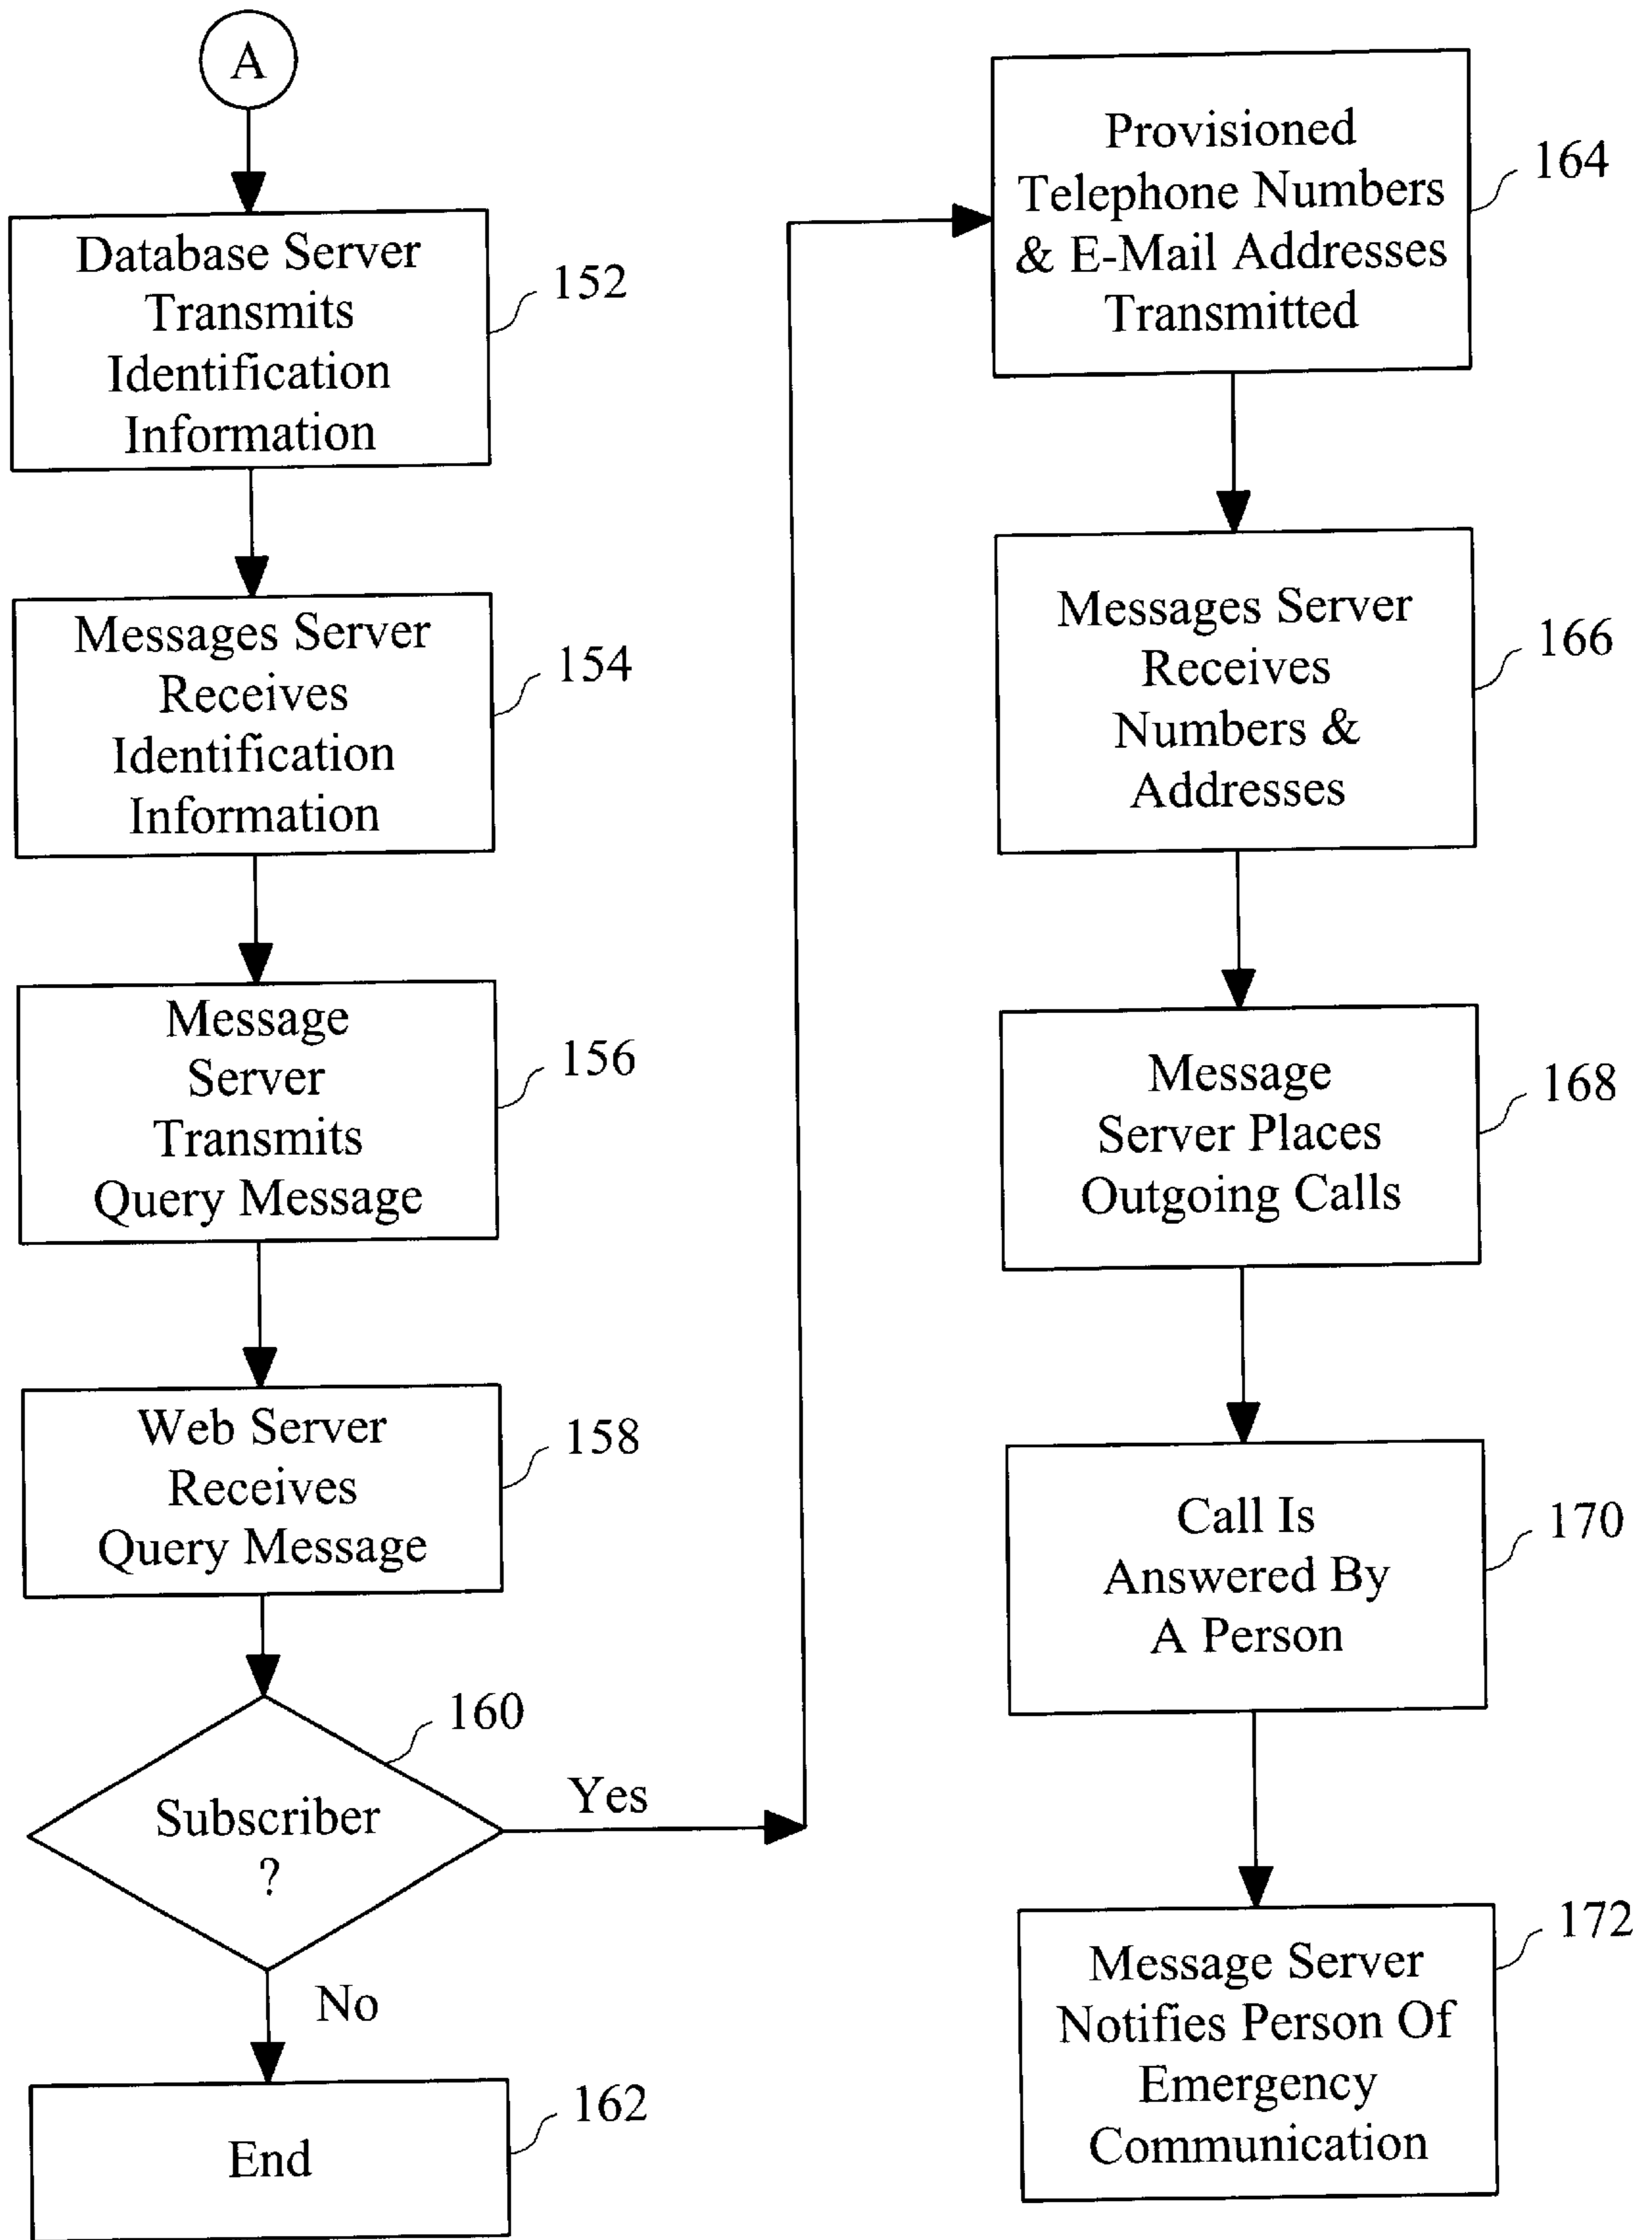 A
Database Server
Transmits
Identification
Information
152
Messages Server
Receives
Identification
Information
154
Message
Server
Transmits
Query Message
156
Web Server
Receives
Query Message
158
Subscriber
?
160
Yes
No
End
162
Provisioned
Telephone Numbers
& E-Mail Addresses
Transmitted
164
Messages Server
Receives
Numbers &
Addresses
166
Message
Server Places
Outgoing Calls
168
Call Is
Answered By
A Person
170
Message Server
Notifies Person Of
Emergency
Communication
172